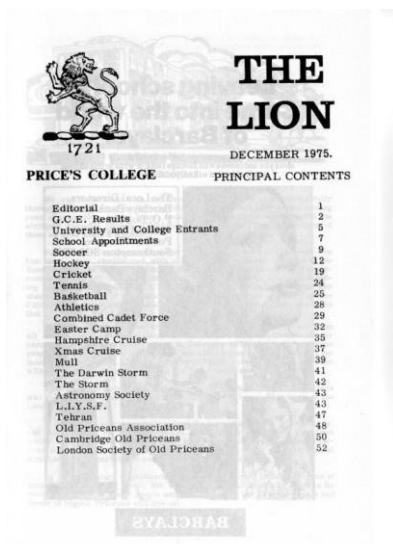 THE
LION
1721
DECEMBER 1975.
PRICE'S COLLEGE
PRINCIPAL CONTENTS
Editorial 1
G.C.E. Results 2
University and College Entrants 5
School Appointments 7
Soccer 9
Hockey 12
Cricket 19
Tennis 24
Basketball 25
Athletics 28
Combined Cadet Force 29
Easter Camp 32
Hampshire Cruise 35
Xmas Cruise 37
Mull 39
The Darwin Storm 41
The Storm 42
Astronomy Society 43
L.I.Y.S.F. 43
Tehran 47
Old Priceans Association 48
Cambridge Old Priceans 50
London Society of Old Priceans 52
BARCLAYS